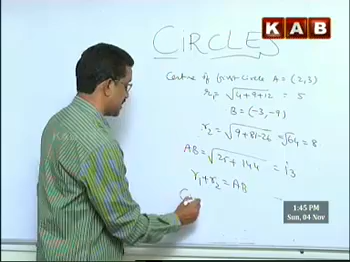 CIRCLES
KAB
Centre of first circle A = (2,3)
r₁ = √4+9+12 = 5
B = (-3,-9)
r₂ = √9+81-26 = √64 = 8
AB = √25+144 = 13
r₁+r₂ = AB
1:45 PM
Sun, 04 Nov